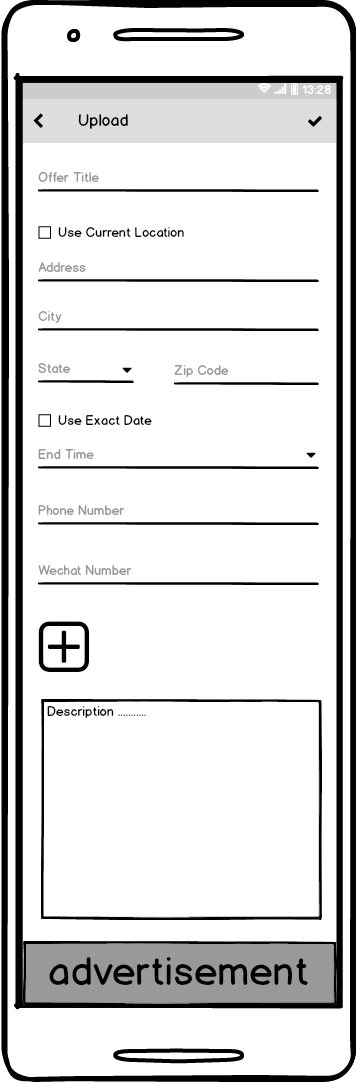 13:28
Upload
Offer Title
Use Current Location
Address
City
State Zip Code
Use Exact Date
End Time
Phone Number
Wechat Number
Description ...........
advertisement